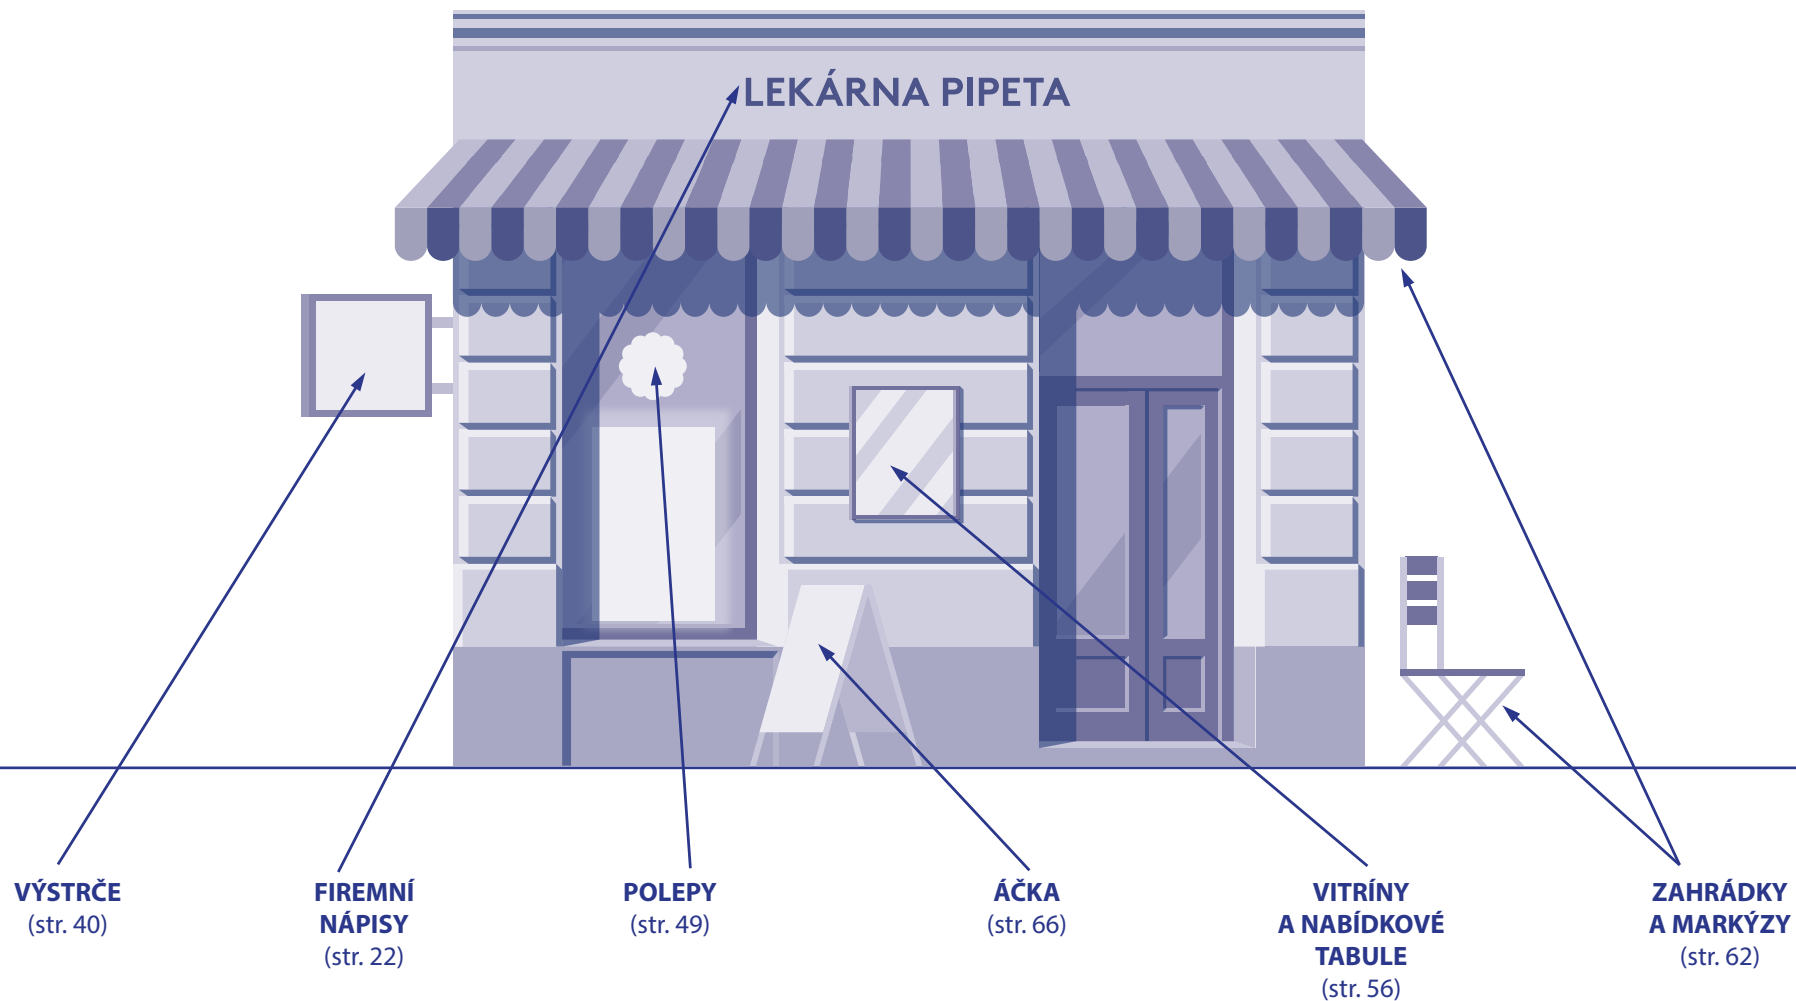 LEKÁRNA PIPETA
VÝSTRČE
(str. 40)
FIREMNÍ
NÁPISY
(str. 22)
POLEPY
(str. 49)
ÁČKA
(str. 66)
VITRÍNY
A NABÍDKOVÉ
TABULE
(str. 56)
ZAHRÁDKY
A MARKÝZY
(str. 62)